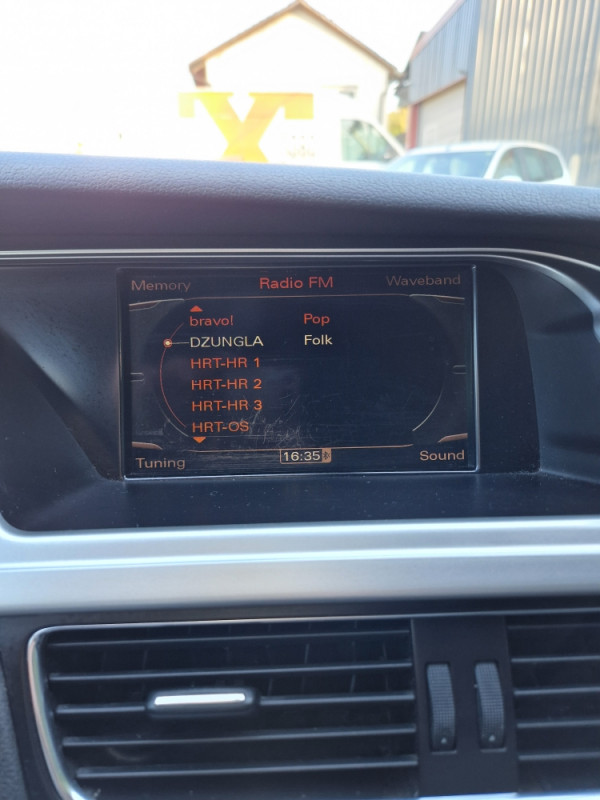 Memory Radio FM Waveband
bravo! Pop
DZUNGLA Folk
HRT-HR 1
HRT-HR 2
HRT-HR 3
HRT-OS
Tuning 16:35 Sound